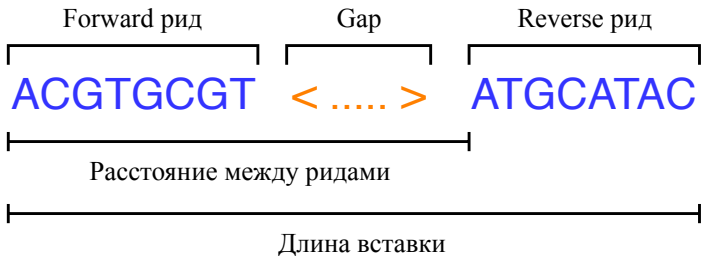 Forward рид Gap Reverse рид
ACGTGCGT < ..... > ATGCATAC
Расстояние между ридами
Длина вставки